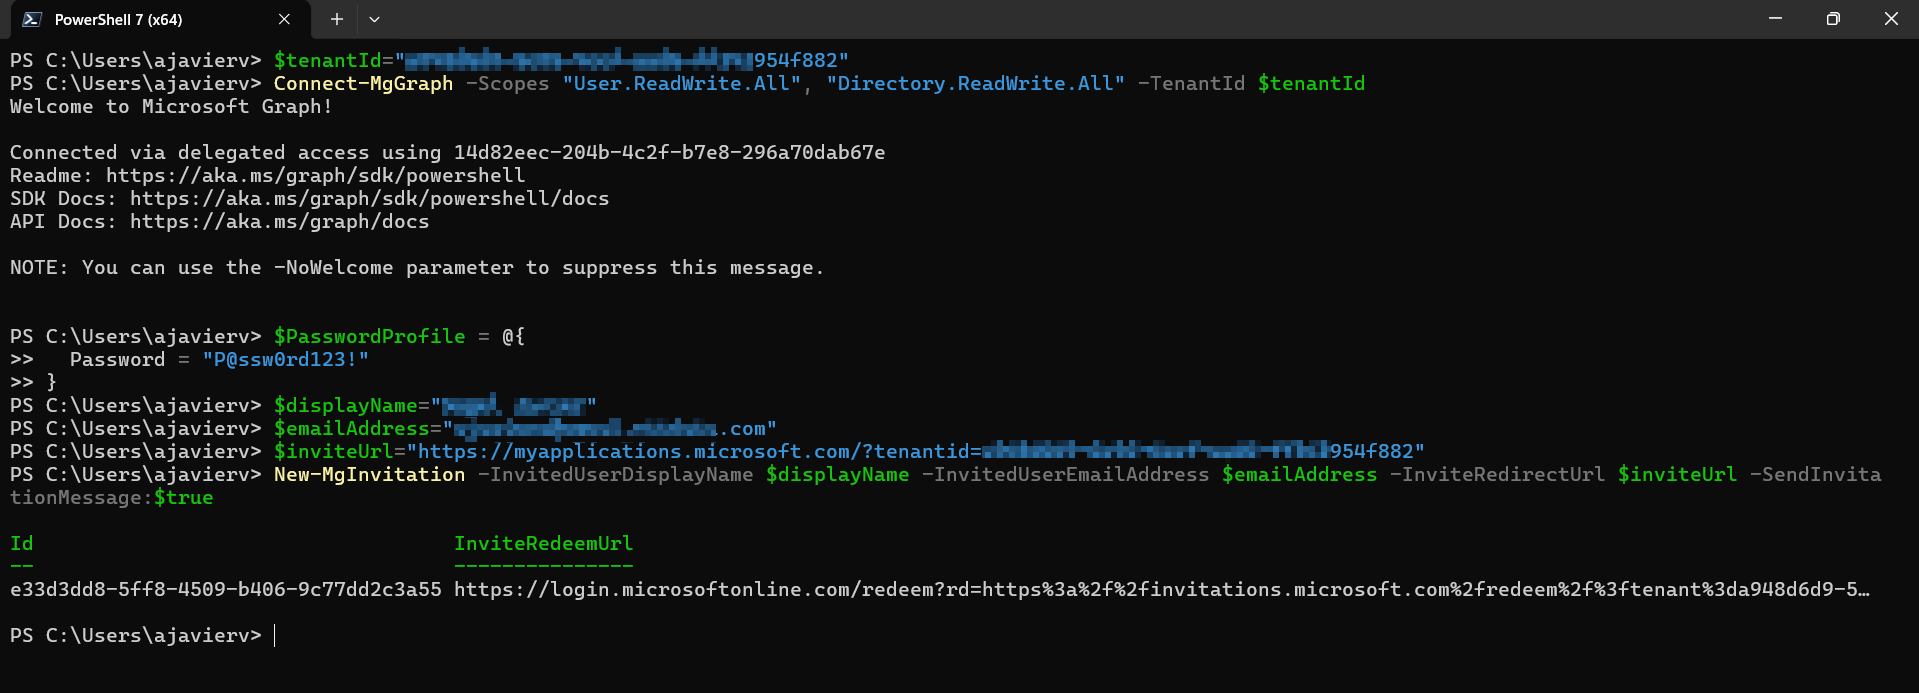 PowerShell 7 (x64)
PS C:\Users\ajavierv> $tenantId="954f882"
PS C:\Users\ajavierv> Connect-MgGraph -Scopes "User.ReadWrite.All", "Directory.ReadWrite.All" -TenantId $tenantId
Welcome to Microsoft Graph!
Connected via delegated access using 14d82eec-204b-4c2f-b7e8-296a70dab67e
Readme: https://aka.ms/graph/sdk/powershell
SDK Docs: https://aka.ms/graph/sdk/powershell/docs
API Docs: https://aka.ms/graph/docs
NOTE: You can use the -NoWelcome parameter to suppress this message.
PS C:\Users\ajavierv> $PasswordProfile = @{
>>   Password = "P@ssw0rd123!"
>> }
PS C:\Users\ajavierv> $displayName=""
PS C:\Users\ajavierv> $emailAddress=".com"
PS C:\Users\ajavierv> $inviteUrl="https://myapplications.microsoft.com/?tenantid=954f882"
PS C:\Users\ajavierv> New-MgInvitation -InvitedUserDisplayName $displayName -InvitedUserEmailAddress $emailAddress -InviteRedirectUrl $inviteUrl -SendInvita
tionMessage:$true
Id                                   InviteRedeemUrl
--                                   ---------------
e33d3dd8-5ff8-4509-b406-9c77dd2c3a55 https://login.microsoftonline.com/redeem?rd=https%3a%2f%2finvitations.microsoft.com%2fredeem%2f%3ftenant%3da948d6d9-5…
PS C:\Users\ajavierv>